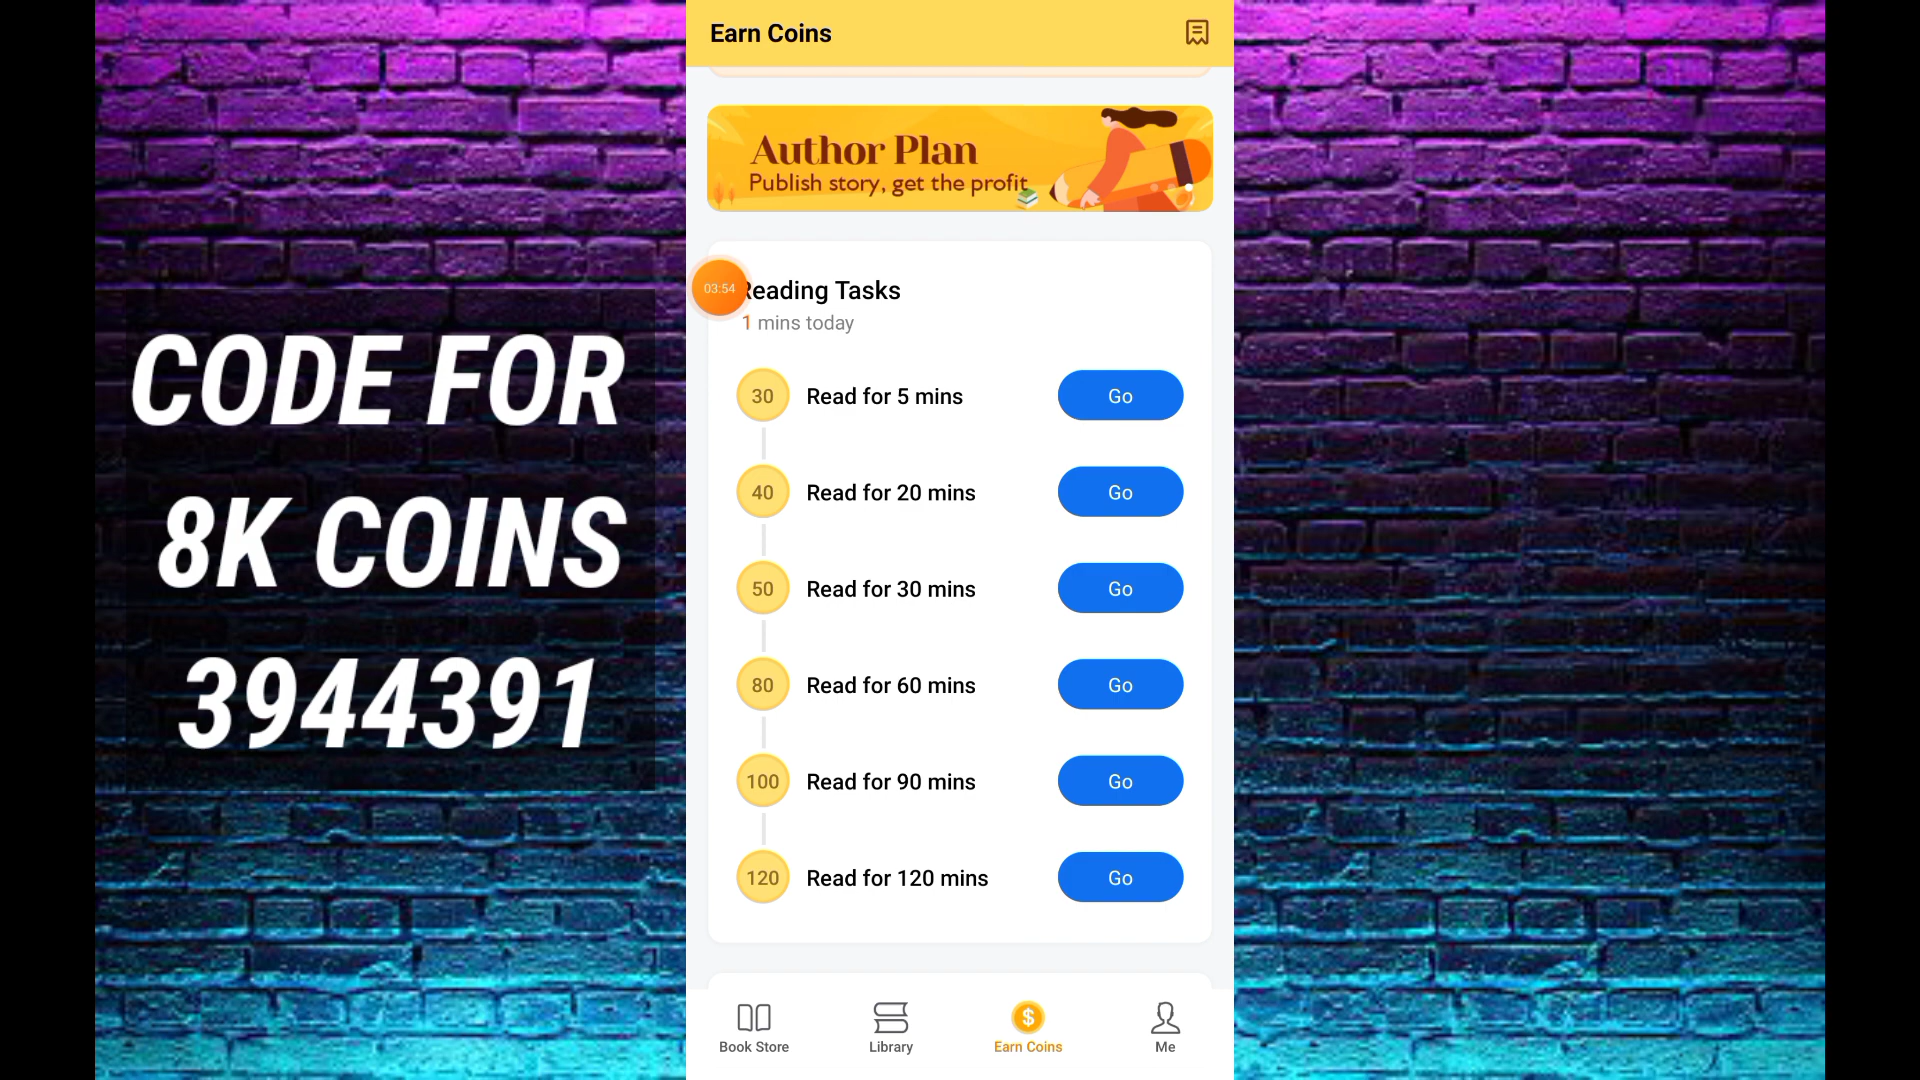 CODE FOR
8K COINS
3944391
Earn Coins
Author Plan
Publish story, get the profit
03:54
Reading Tasks
1 mins today
30 Read for 5 mins Go
40 Read for 20 mins Go
50 Read for 30 mins Go
80 Read for 60 mins Go
100 Read for 90 mins Go
120 Read for 120 mins Go
$
Book Store Library Earn Coins Me